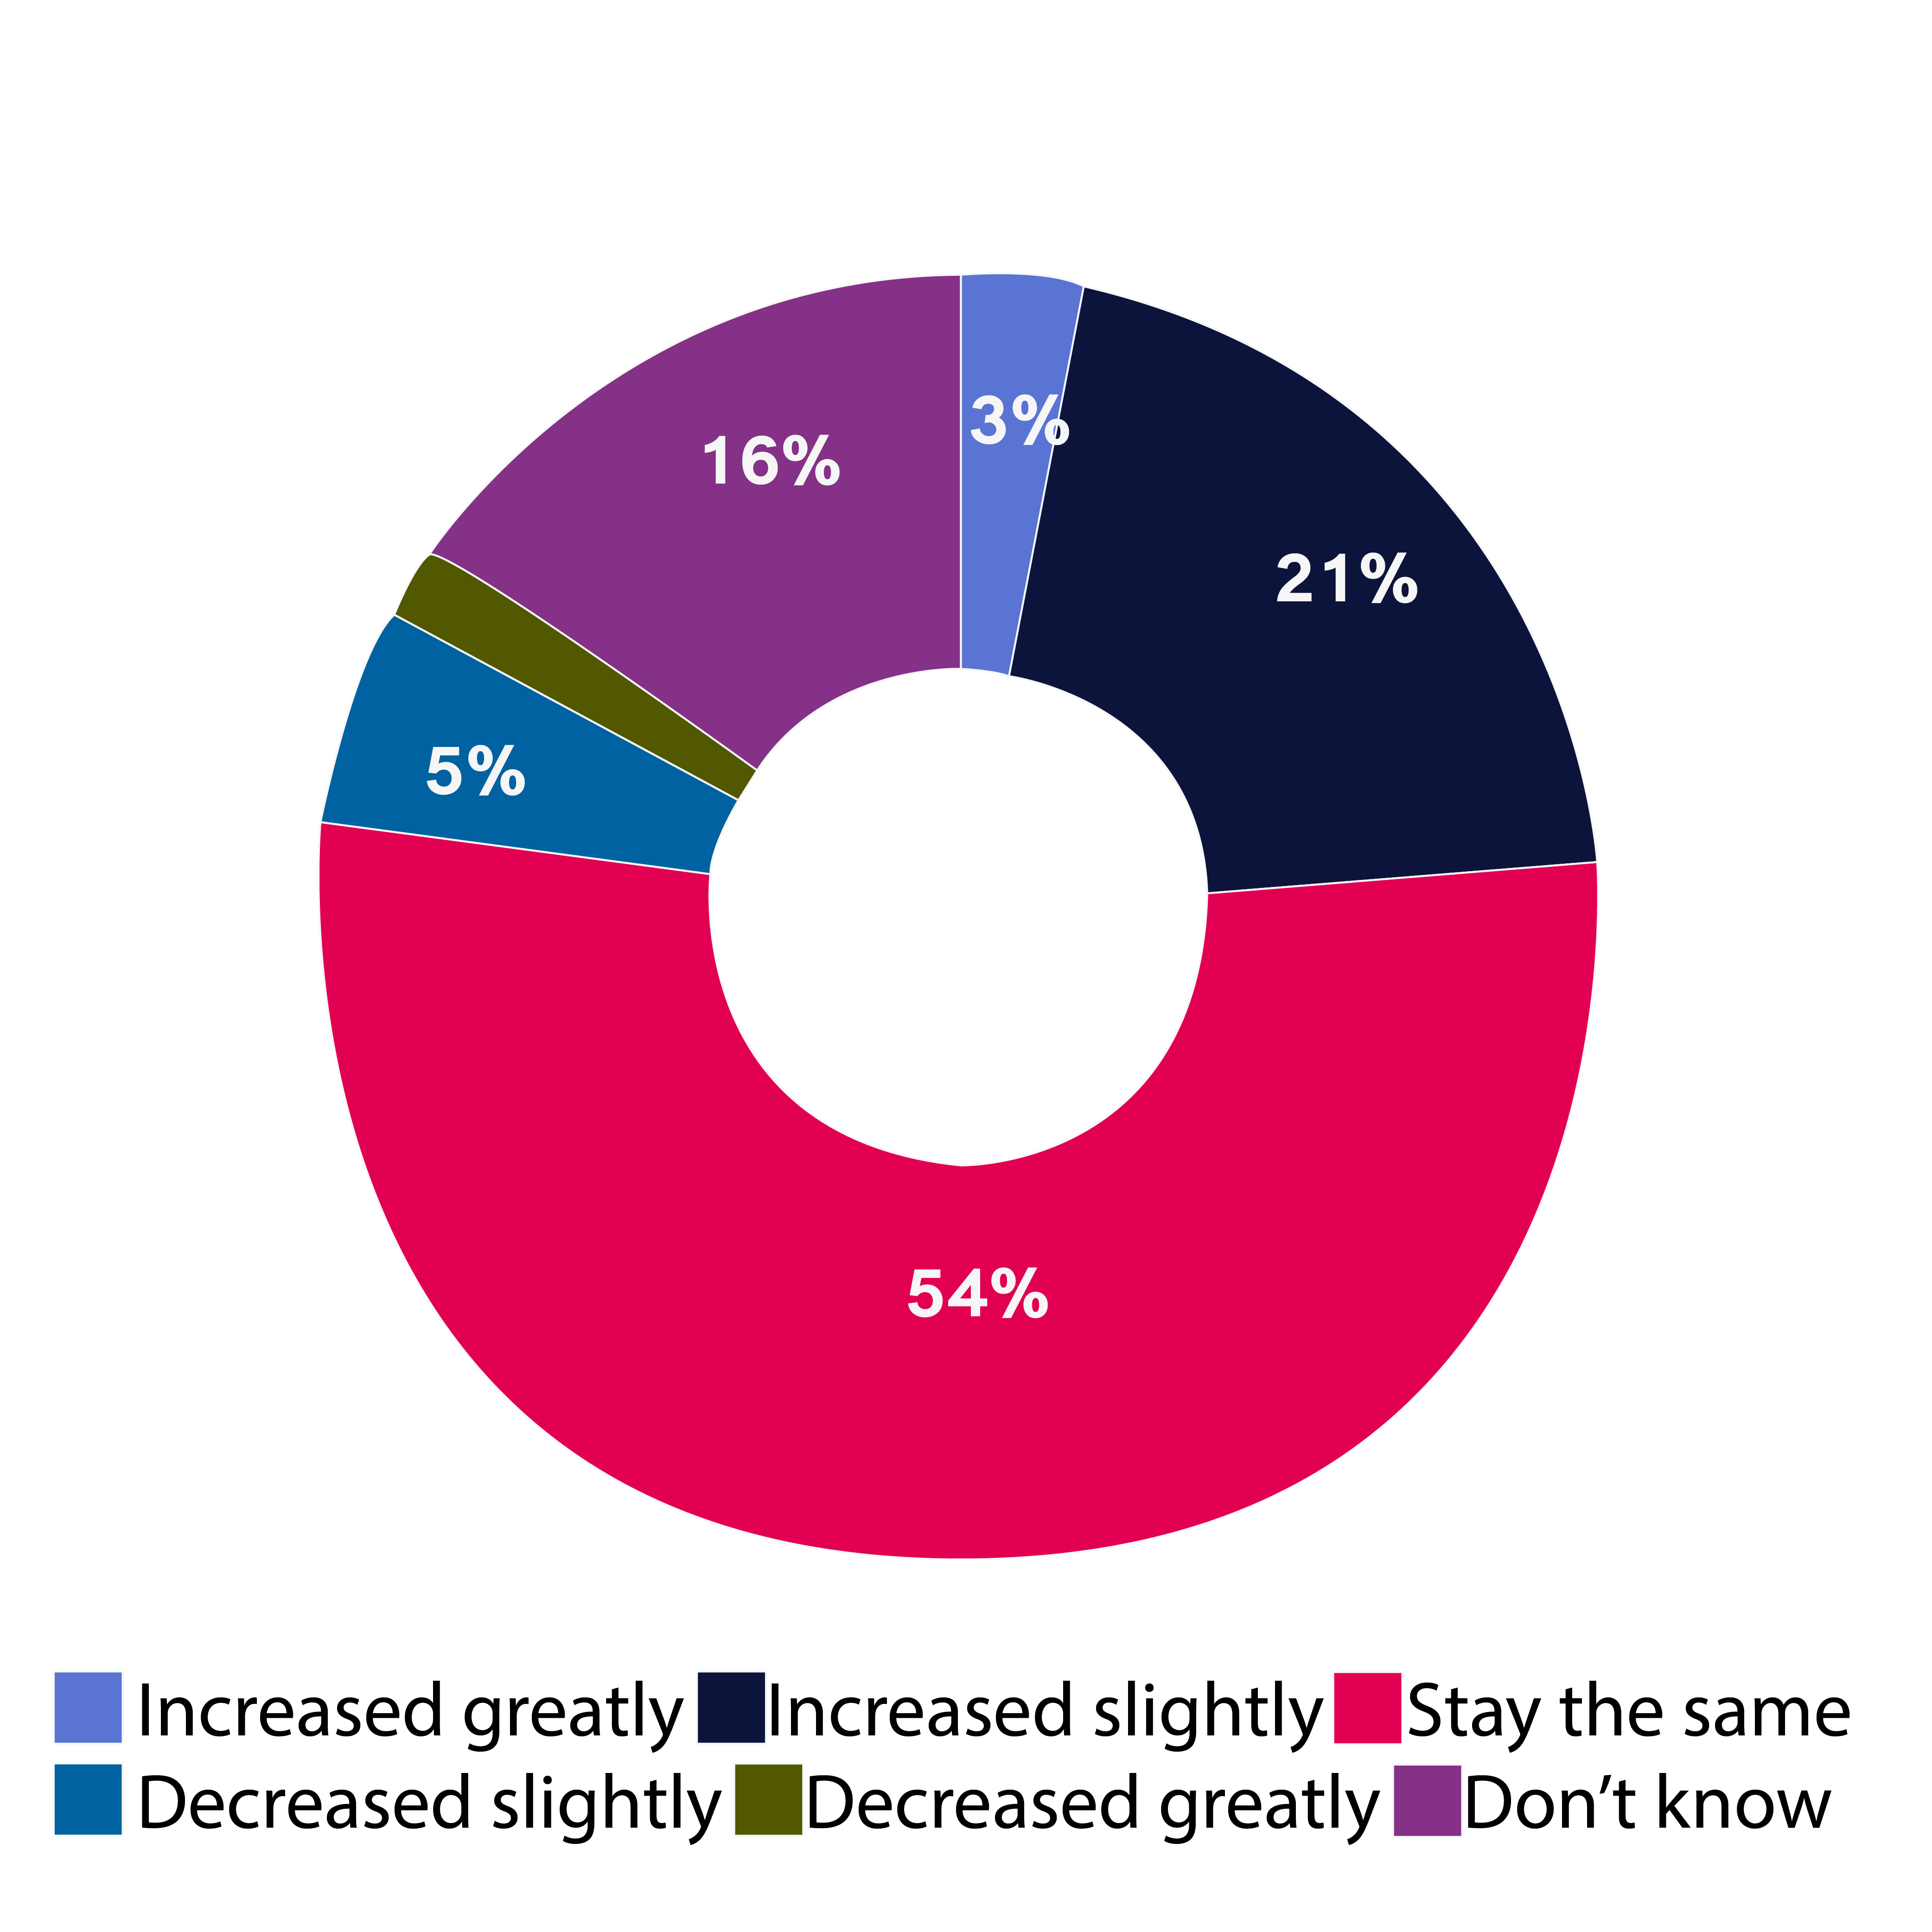 3%
16%
21%
5%
54%
Increased greatly Increased slightly Stay the same
Decreased slightly Decreased greatly Don't know